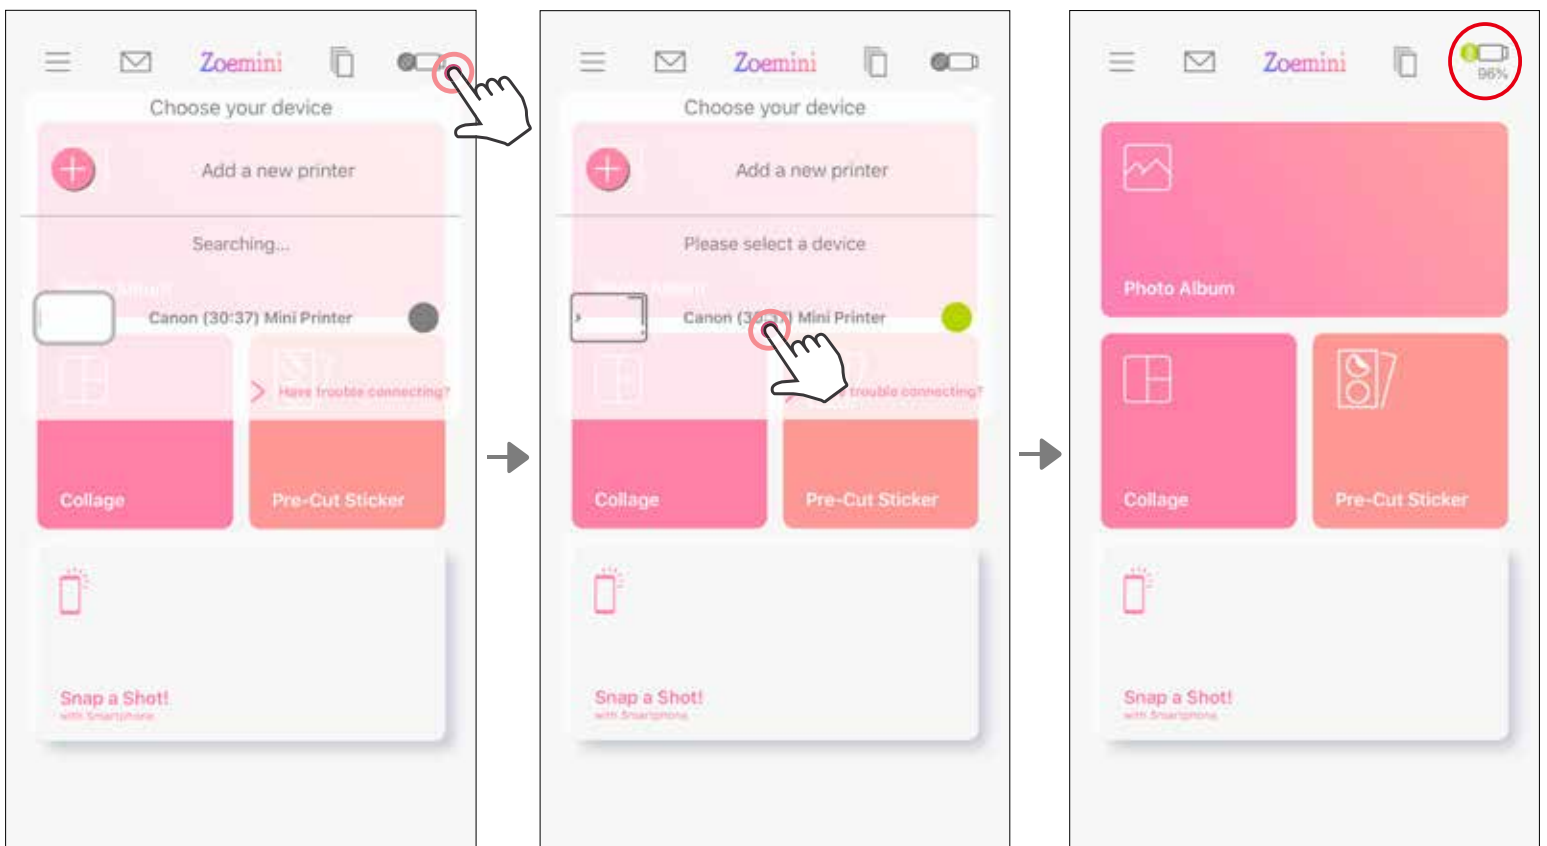 Zoemini
Choose your device
Add a new printer
Searching...
Canon (30:37) Mini Printer
Have trouble connecting?
Collage
Pre-Cut Sticker
Snap a Shot!
with Smartphone
Zoemini
Choose your device
Add a new printer
Please select a device
Canon (30:37) Mini Printer
trouble connecting?
Collage
Pre-Cut Sticker
Snap a Shot!
with Smartphone
Zoemini
96%
Photo Album
Collage
Pre-Cut Sticker
Snap a Shot!
with Smartphone